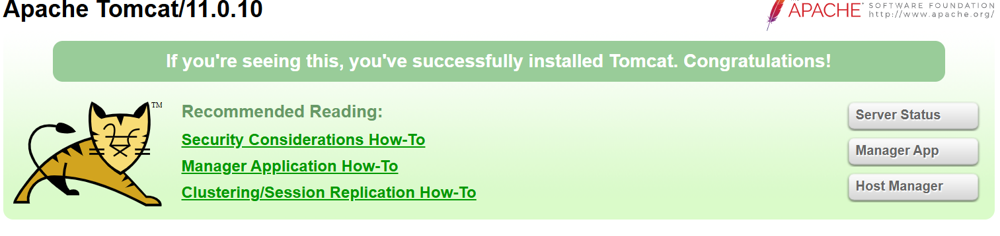 Apache Tomcat/11.0.10
APACHE® SOFTWARE FOUNDATION
http://www.apache.org/
If you're seeing this, you've successfully installed Tomcat. Congratulations!
TM
Recommended Reading:
Security Considerations How-To
Manager Application How-To
Clustering/Session Replication How-To
Server Status
Manager App
Host Manager